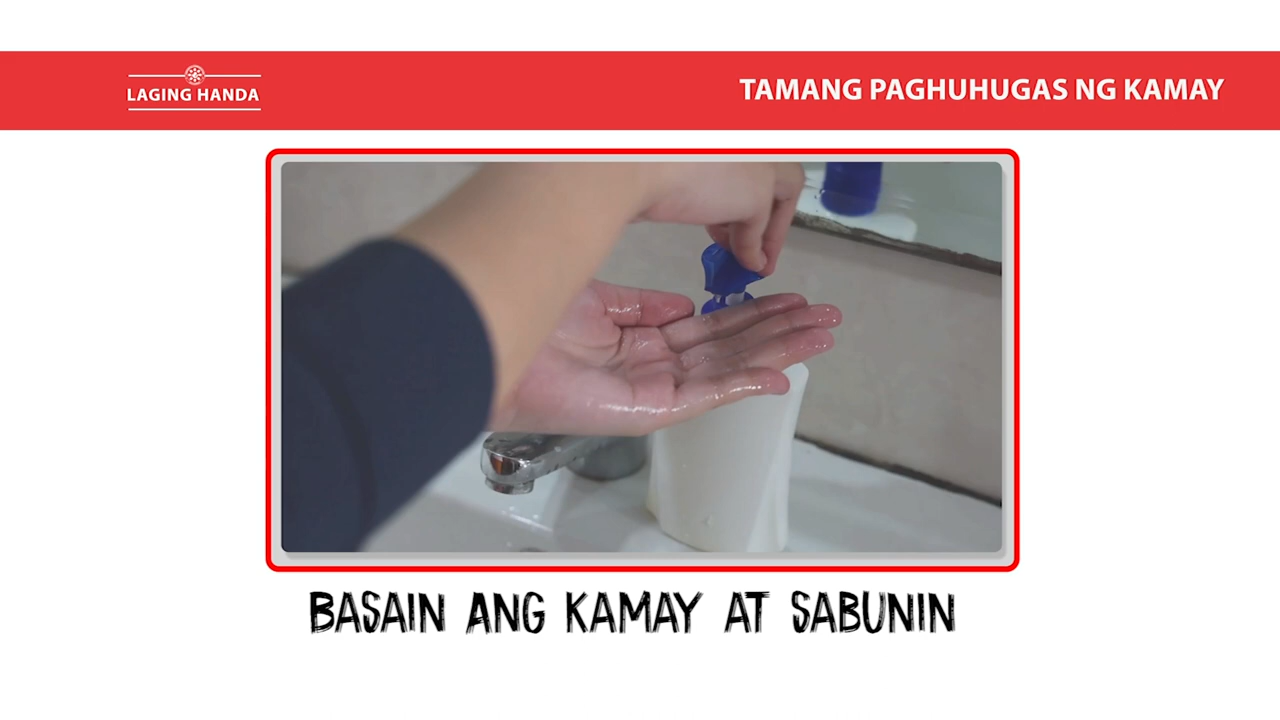 LAGING HANDA
TAMANG PAGHUHUGAS NG KAMAY
BASAIN ANG KAMAY AT SABUNIN